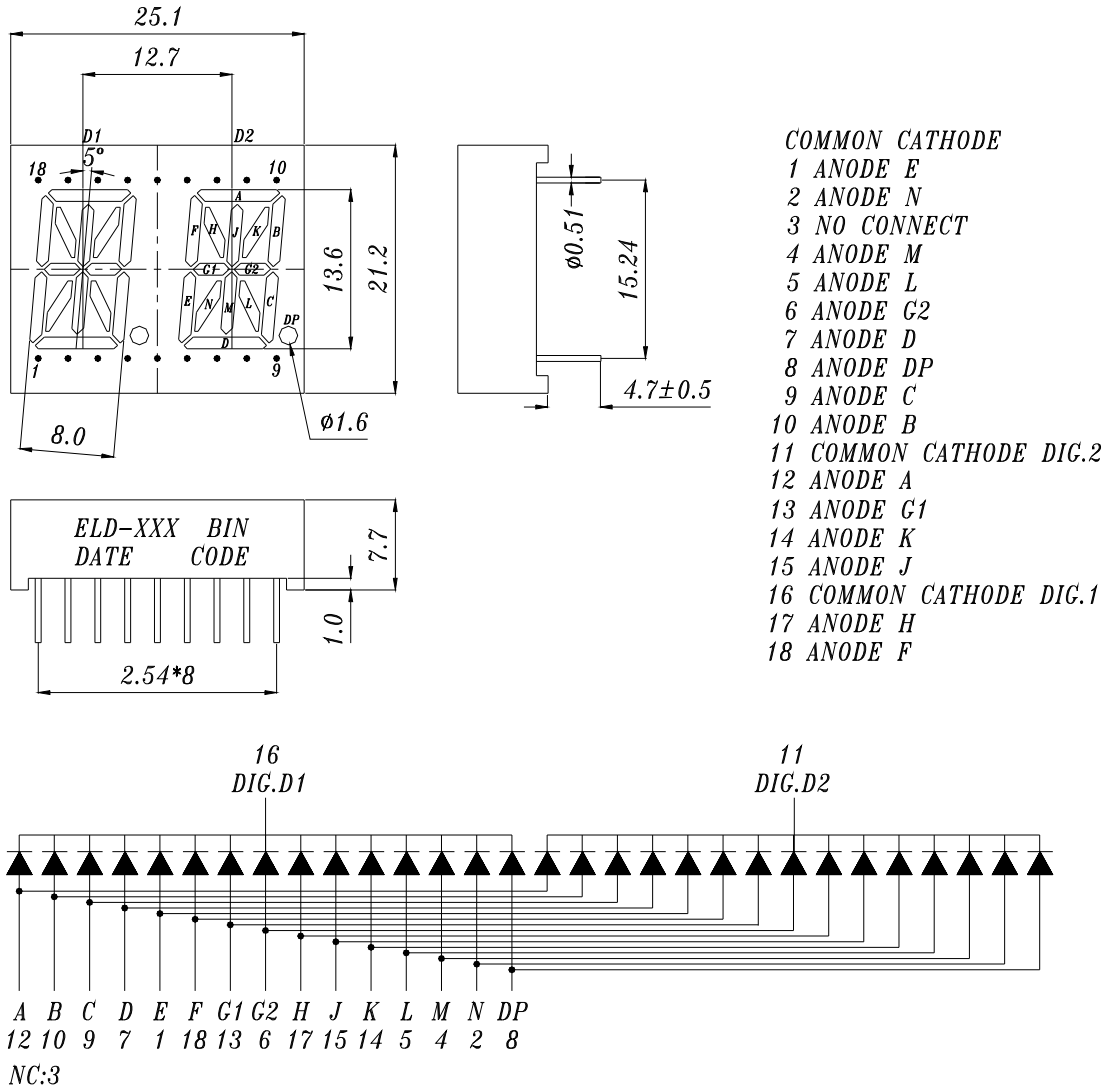 25.1
12.7
D1 D2
18 5° 10
A
F H J K B
G1 G2
E N M L C
D
DP
1 9
8.0
ø1.6
13.6
21.2
ø0.51
15.24
4.7±0.5
COMMON CATHODE
1 ANODE E
2 ANODE N
3 NO CONNECT
4 ANODE M
5 ANODE L
6 ANODE G2
7 ANODE D
8 ANODE DP
9 ANODE C
10 ANODE B
11 COMMON CATHODE DIG.2
12 ANODE A
13 ANODE G1
14 ANODE K
15 ANODE J
16 COMMON CATHODE DIG.1
17 ANODE H
18 ANODE F
ELD-XXX BIN
DATE CODE
7.7
1.0
2.54*8
16
DIG.D1
11
DIG.D2
A B C D E F G1 G2 H J K L M N DP
12 10 9 7 1 18 13 6 17 15 14 5 4 2 8
NC:3